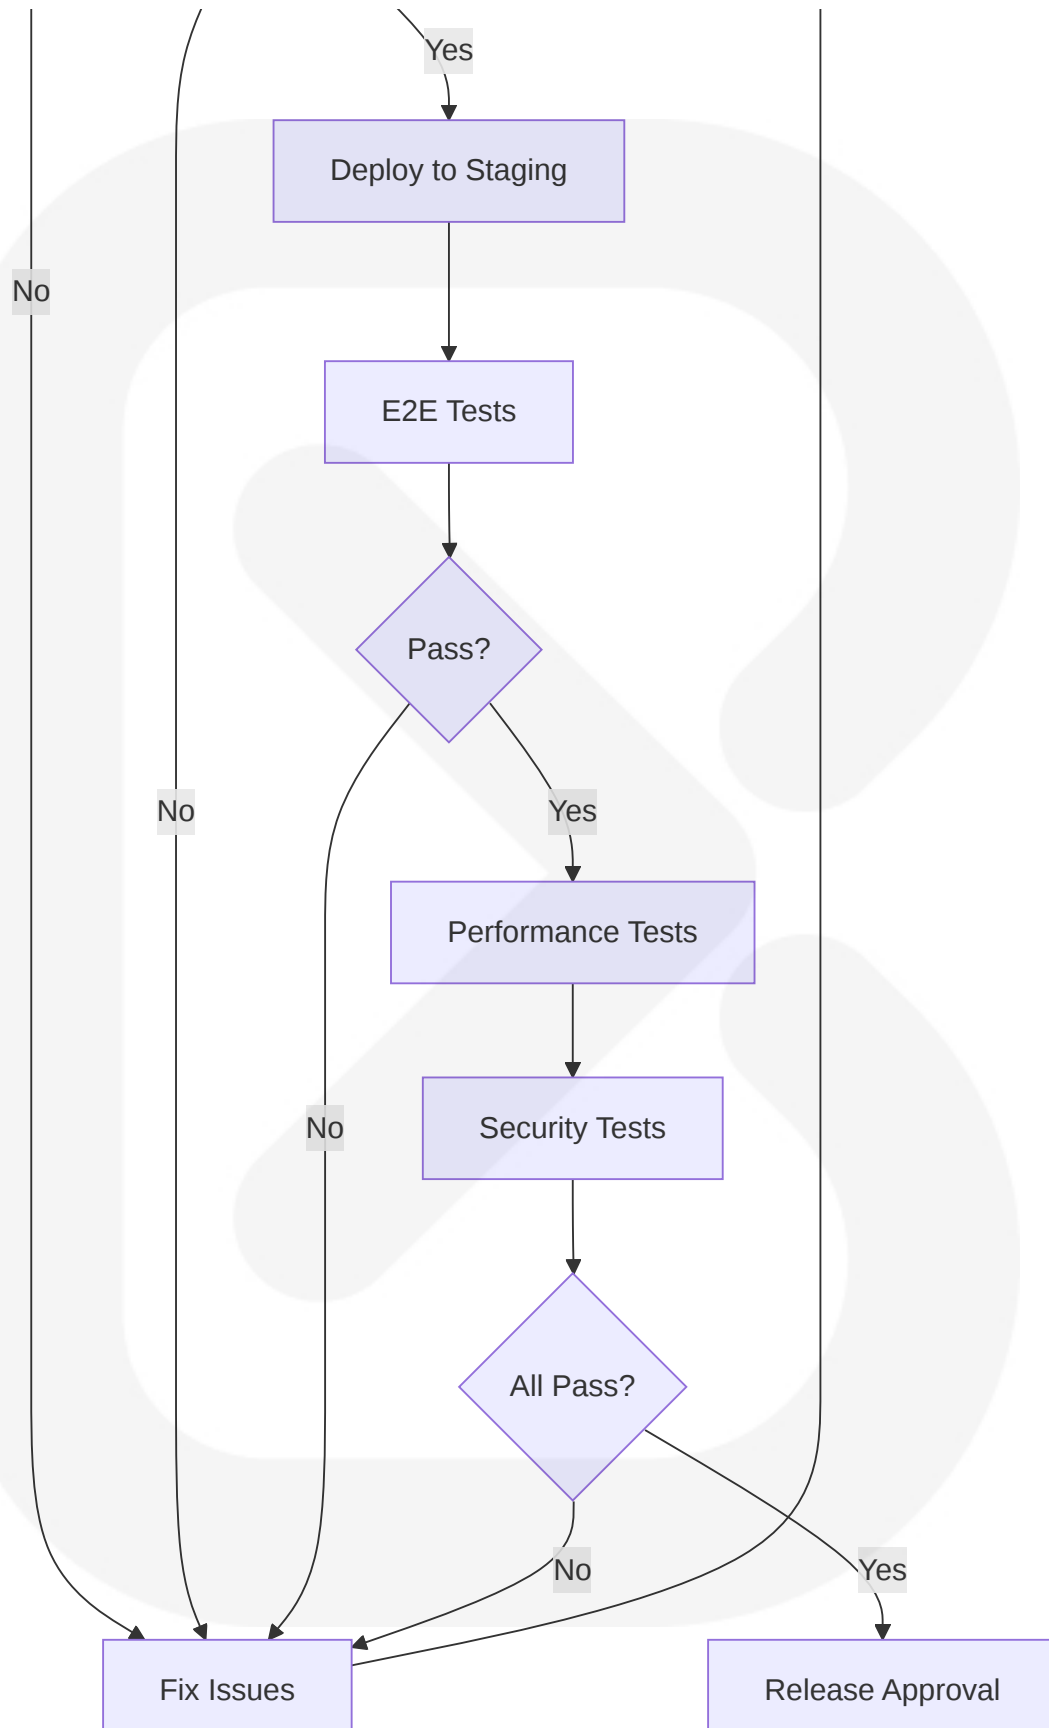 Yes
Deploy to Staging
No
E2E Tests
Pass?
No
Yes
Performance Tests
No
Security Tests
All Pass?
No
Yes
Fix Issues
Release Approval